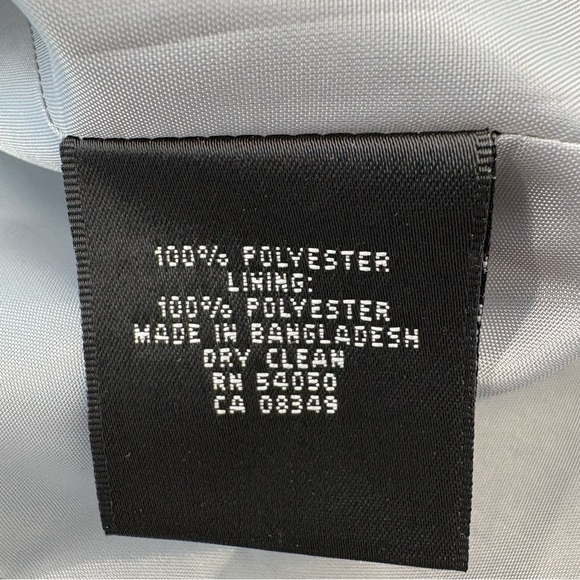 100% POLYESTER
LINING:
100% POLYESTER
MADE IN BANGLADESH
DRY CLEAN
RN 54050
CA 08349